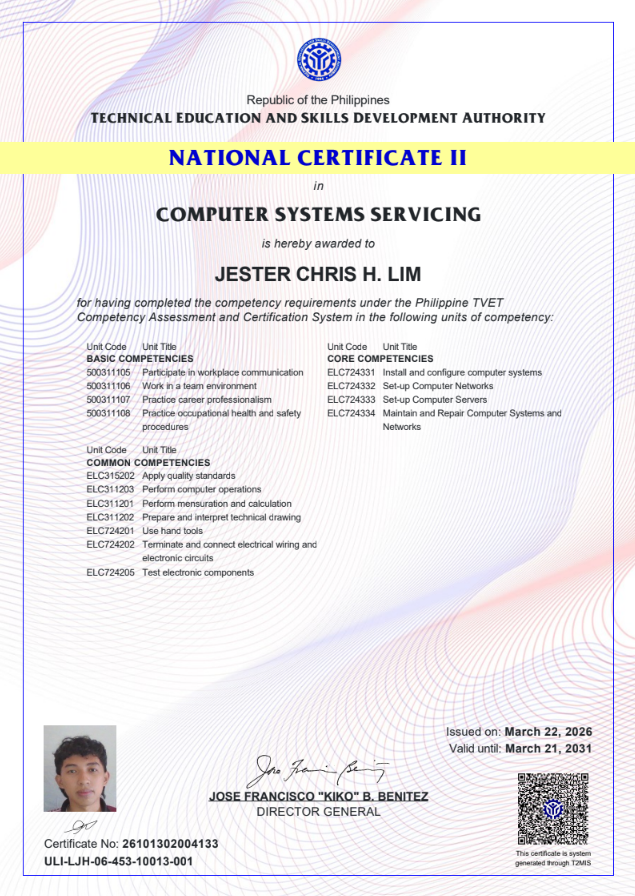 Republic of the Philippines
TECHNICAL EDUCATION AND SKILLS DEVELOPMENT AUTHORITY
NATIONAL CERTIFICATE II
in
COMPUTER SYSTEMS SERVICING
is hereby awarded to
JESTER CHRIS H. LIM
for having completed the competency requirements under the Philippine TVET
Competency Assessment and Certification System in the following units of competency:
Unit Code Unit Title
BASIC COMPETENCIES
500311105 Participate in workplace communication
500311106 Work in a team environment
500311107 Practice career professionalism
500311108 Practice occupational health and safety
procedures
Unit Code Unit Title
COMMON COMPETENCIES
ELC315202 Apply quality standards
ELC311203 Perform computer operations
ELC311201 Perform mensuration and calculation
ELC311202 Prepare and interpret technical drawing
ELC724201 Use hand tools
ELC724202 Terminate and connect electrical wiring and
electronic circuits
ELC724205 Test electronic components
Unit Code Unit Title
CORE COMPETENCIES
ELC724331 Install and configure computer systems
ELC724332 Set-up Computer Networks
ELC724333 Set-up Computer Servers
ELC724334 Maintain and Repair Computer Systems and
Networks
Issued on: March 22, 2026
Valid until: March 21, 2031
JOSE FRANCISCO "KIKO" B. BENITEZ
DIRECTOR GENERAL
Certificate No: 26101302004133
ULI-LJH-06-453-10013-001
This certificate is system
generated through T2MIS